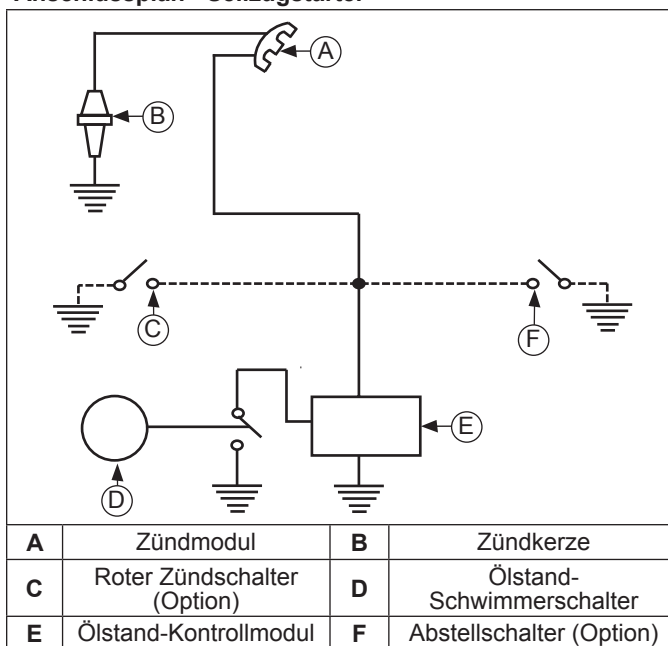 Anschlussplan - Seilzugstarter
A
B
C
F
E
D
A Zündmodul B Zündkerze
C Roter Zündschalter (Option) D Ölstand-Schwimmerschalter
E Ölstand-Kontrollmodul F Abstellschalter (Option)